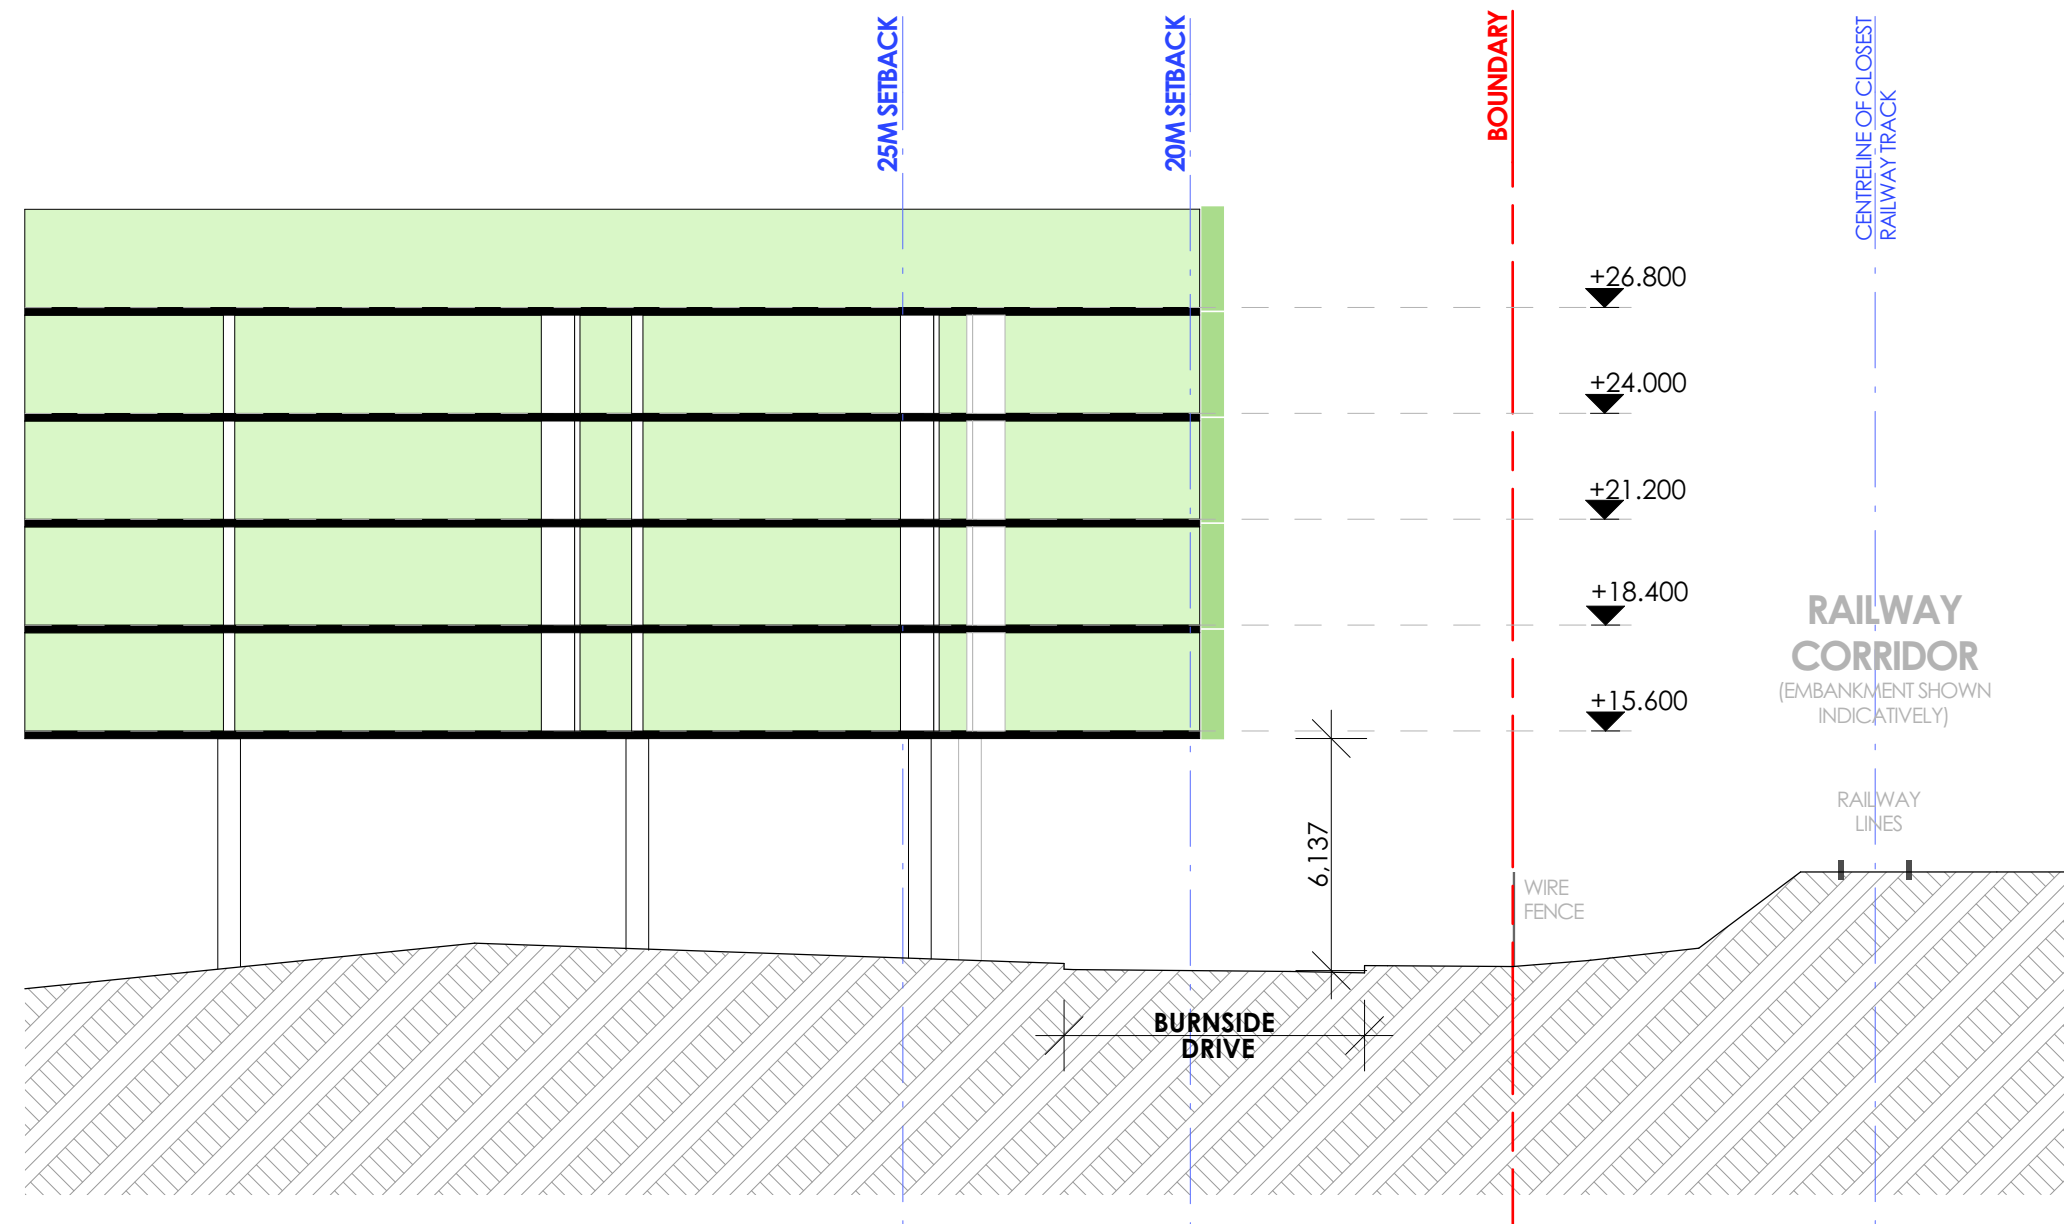 25M SETBACK
20M SETBACK
BOUNDARY
CENTRELINE OF CLOSEST
RAILWAY TRACK
+26.800
+24.000
+21.200
+18.400
+15.600
RAILWAY
CORRIDOR
(EMBANKMENT SHOWN
INDICATIVELY)
RAILWAY
LINES
6,137
WIRE
FENCE
BURNSIDE
DRIVE